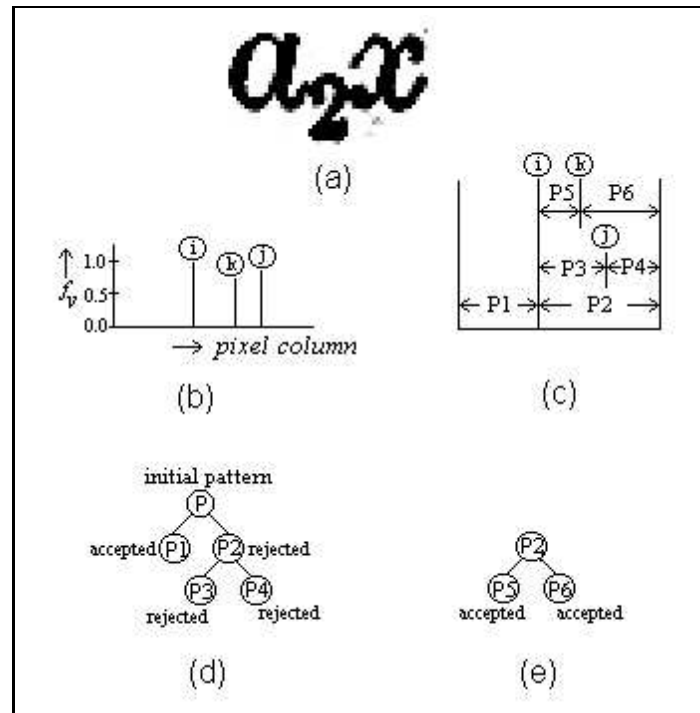 a₂x
(a)
i k
P5 P6
j
P3 P4
P1 P2
(c)
i
k j
1.0
0.5
0.0
f_v
pixel column
(b)
initial pattern
P
accepted P1 P2 rejected
P3 P4
rejected rejected
(d)
P2
P5 P6
accepted accepted
(e)